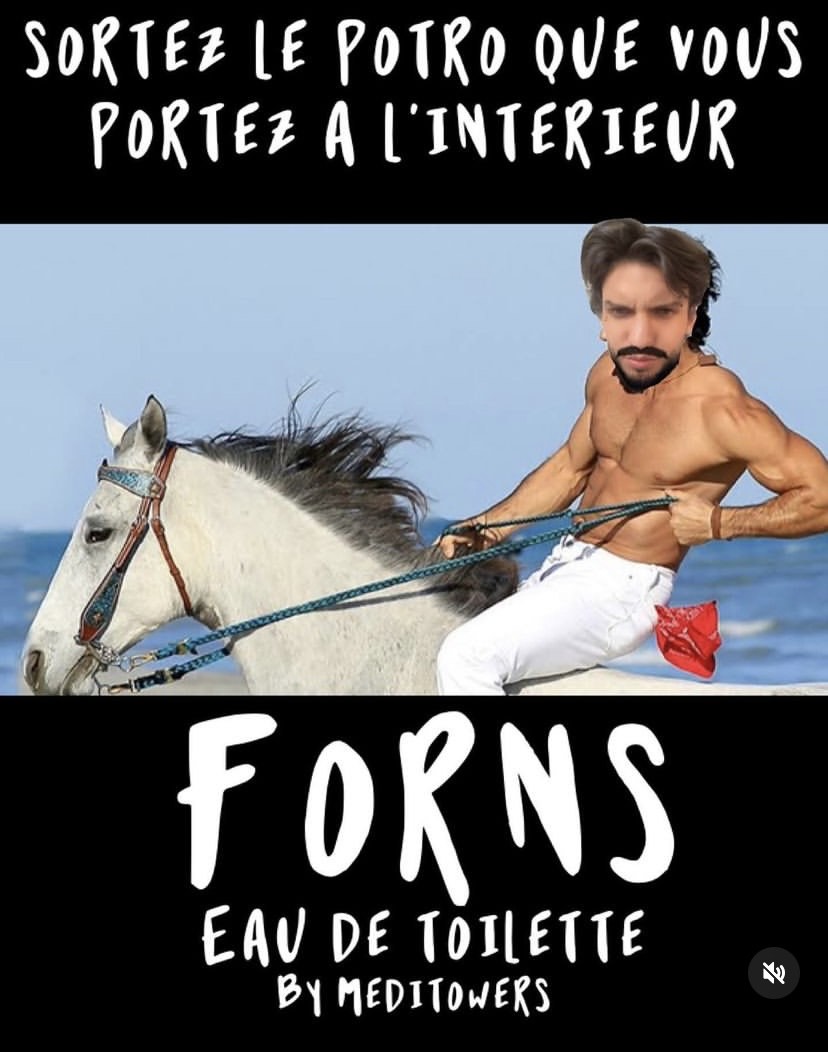 SORTEZ LE POTRO QUE VOUS
PORTEZ A L'INTERIEUR
FORNS
EAU DE TOILETTE
BY MEDITOWERS